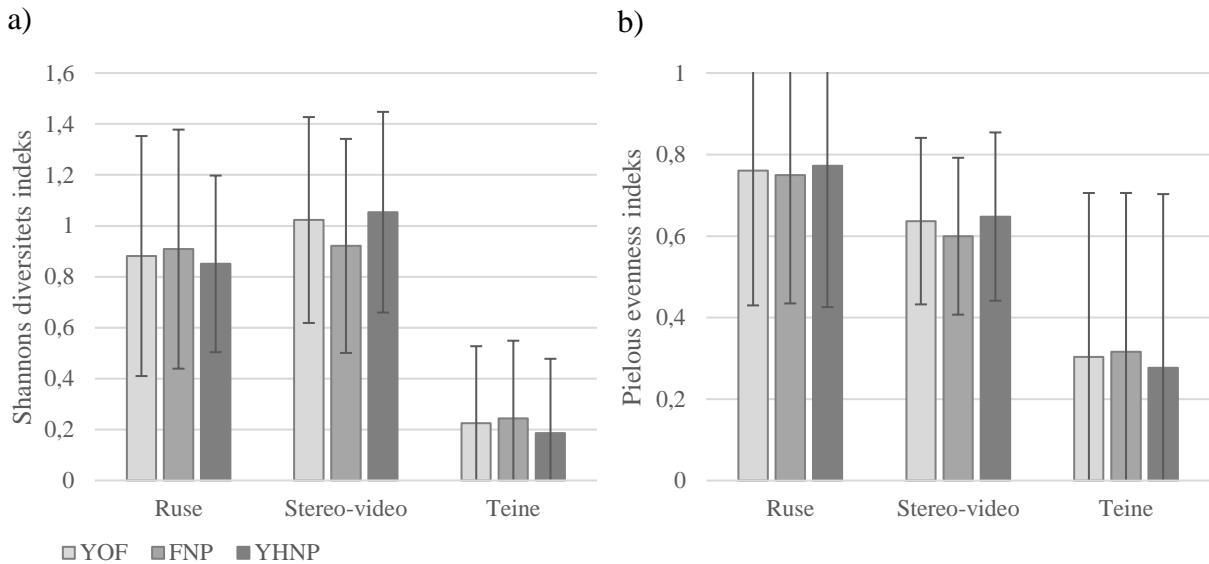 a)
Shannons diversitets indeks
1,6
1,4
1,2
1
0,8
0,6
0,4
0,2
0
Ruse Stereo-video Teine
YOF FNP YHNP
b)
Pielous evenness indeks
1
0,8
0,6
0,4
0,2
0
Ruse Stereo-video Teine